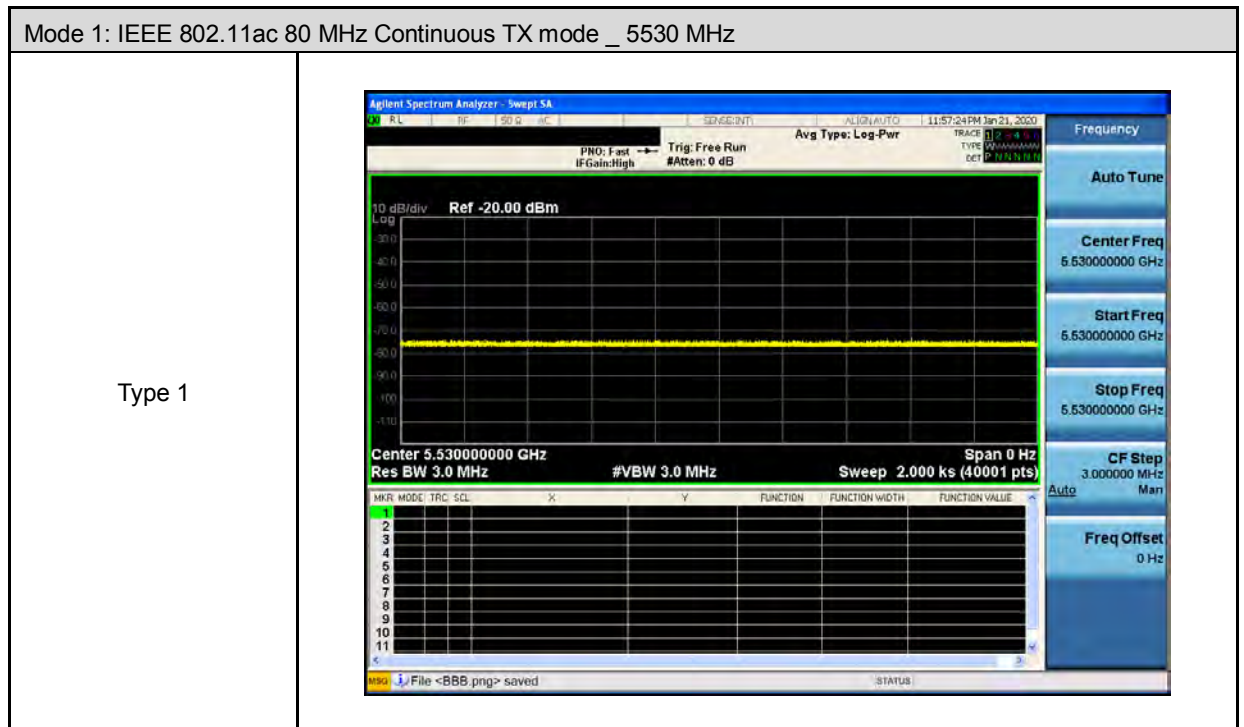 Mode 1: IEEE 802.11ac 80 MHz Continuous TX mode _ 5530 MHz
Type 1
Agilent Spectrum Analyzer - Swept SA
RL RF 50 Ω AC SENSE:INT ALIGN AUTO 11:57:24 PM Jan 21, 2020
Avg Type: Log-Pwr
TRACE 1 2 3 4 5 6
PNO: Fast Trig: Free Run
TYPE
IFGain:High #Atten: 0 dB
DET P N N N N N
10 dB/div Ref -20.00 dBm
Log
-30.0
-40.0
-50.0
-60.0
-70.0
-80.0
-90.0
-100
-110
Center 5.530000000 GHz Span 0 Hz
Res BW 3.0 MHz #VBW 3.0 MHz Sweep 2.000 ks (40001 pts)
MKR MODE TRC SCL X Y FUNCTION FUNCTION WIDTH FUNCTION VALUE
1
2
3
4
5
6
7
8
9
10
11
MSG File <BBB.png> saved STATUS
Frequency
Auto Tune
Center Freq
5.530000000 GHz
Start Freq
5.530000000 GHz
Stop Freq
5.530000000 GHz
CF Step
3.000000 MHz
Auto Man
Freq Offset
0 Hz